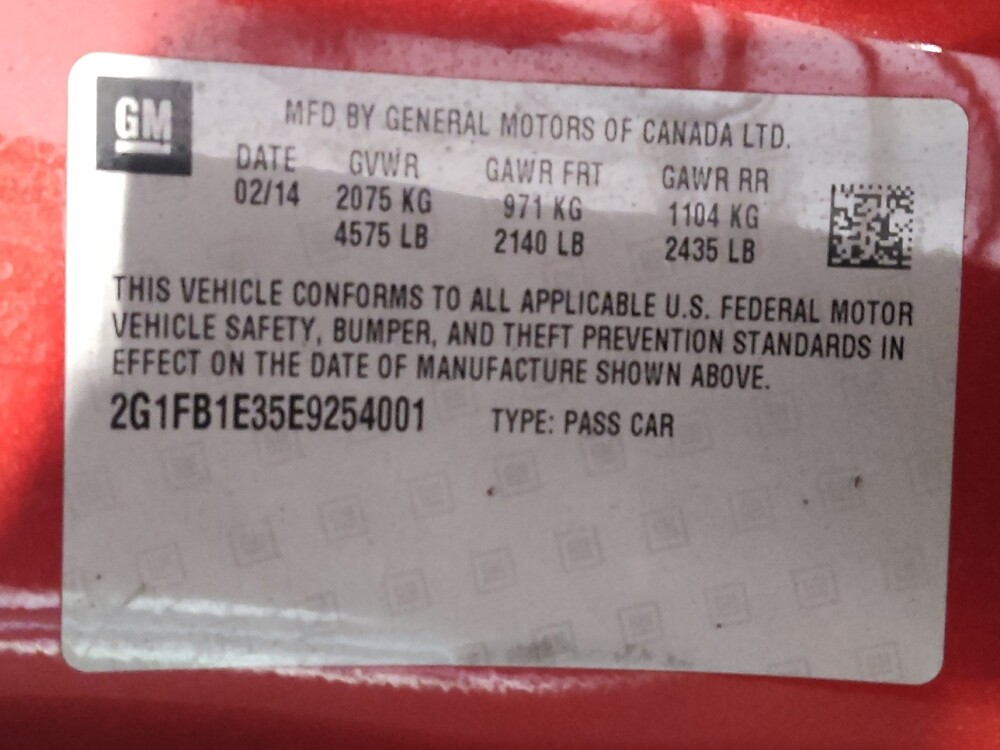 GM
MFD BY GENERAL MOTORS OF CANADA LTD.
DATE GVWR GAWR FRT GAWR RR
02/14 2075 KG 971 KG 1104 KG
4575 LB 2140 LB 2435 LB
THIS VEHICLE CONFORMS TO ALL APPLICABLE U.S. FEDERAL MOTOR
VEHICLE SAFETY, BUMPER, AND THEFT PREVENTION STANDARDS IN
EFFECT ON THE DATE OF MANUFACTURE SHOWN ABOVE.
2G1FB1E35E9254001 TYPE: PASS CAR